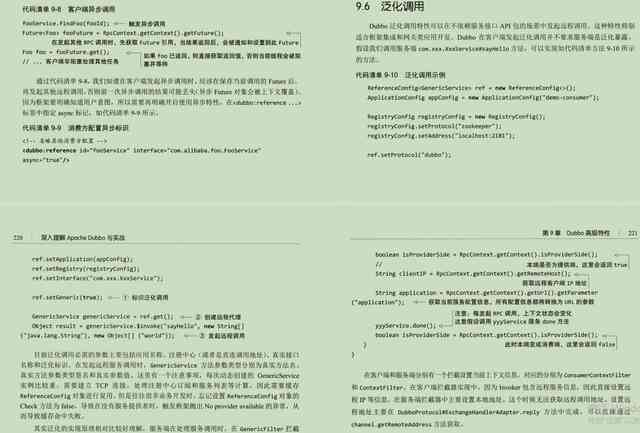 代码清单 9-8  客户端异步调用
fooService.findFoo(fooId);  ← 触发异步调用
Future<Foo> fooFuture = RpcContext.getContext().getFuture();
在发起其他 RPC 调用时，先获取 Future 引用，当结果返回后，会被通知和设置到此 Future
Foo foo = fooFuture.get();  ← 如果 foo 已返回，则直接获取返回值，否则当前线程会被阻塞并等待
// ... 客户端非阻塞处理其他任务
通过代码清单 9-8，我们知道在客户端发起异步调用时，应该在保存当前调用的 Future 后，
再发起其他远程调用，否则前一次异步调用的结果可能丢失（异步 Future 对象会被上下文覆盖）。
因为框架要明确知道用户意图，所以需要再明确开启使用异步特性，在<dubbo:reference ...>
标签中指定 async 标记，如代码清单 9-9 所示。
代码清单 9-9  消费方配置异步标识
<dubbo:reference id="fooService" interface="com.alibaba.foo.FooService"
async="true"/>
9.6  泛化调用
Dubbo 泛化调用特性可以在不依赖服务接口 API 包的场景中发起远程调用，这种特性特别
适合框架集成和网关类应用开发。Dubbo 在客户端发起泛化调用并不要求服务端是泛化暴露，
假设我们调用服务端 com.xxx.XxxService#sayHello 方法，可以实现如代码清单 9-10 所示
的方法。
代码清单 9-10  泛化调用示例
ReferenceConfig<GenericService> ref = new ReferenceConfig<>();
ApplicationConfig appConfig = new ApplicationConfig("demo-consumer");
RegistryConfig registryConfig = new RegistryConfig();
registryConfig.setProtocol("zookeeper");
registryConfig.setAddress("localhost:2181");
ref.setProtocol("dubbo");
220 | 深入理解 Apache Dubbo 与实战
ref.setApplication(appConfig);
ref.setRegistry(registryConfig);
ref.setInterface("com.xxx.XxxService");
ref.setGeneric(true);  ← ① 标识泛化调用
GenericService genericService = ref.get();  ← ② 创建远程代理
Object result = genericService.$invoke("sayHello", new String[]
{"java.lang.String"}, new Object[] {"world"});  ← ③ 发起远程调用
目前泛化调用必需的参数主要包括应用名称、注册中心（或者是直连调用地址）、真实接口
名称和泛化标识。在发起远程服务调用时，GenericService 方法参数类型分别为真实方法名、
真实方法参数类型签名和真实参数值。这里有一个注意事项，每次动态创建的 GenericService
实例比较重，需要建立 TCP 连接，处理注册中心订阅和服务列表等计算，因此需要缓存
ReferenceConfig 对象进行复用。但是往往很多业务开发时，忘记设置 ReferenceConfig 对象的
Check 方法为 false，导致在没有服务提供者时，触发框架抛出 No provider available 的异常，从
而导致缓存命中失败。
其实泛化的实现原理相对比较好理解，服务端在处理服务调用时，在 GenericFilter 拦截
第 9 章  Dubbo 高级特性 | 221
boolean isProviderSide = RpcContext.getContext().isProviderSide();
//  本端是否为提供端，这里会返回 true
String clientIP = RpcContext.getContext().getRemoteHost();
获取远程客户端 IP 地址
String application = RpcContext.getContext().getUrl().getParameter
("application");  ← 获取当前服务配置信息，所有配置信息都将转换为 URL 的参数
注意，每发起 RPC 调用，上下文状态会变化
yyyService.done();  ← 这里假设调用 yyyService 服务 done 方法
boolean isProviderSide = RpcContext.getContext().isProviderSide();
}  此时本端变成消费端，这里会返回 false
}
在客户端和服务端分别有一个拦截设置当前上下文信息，对应的分别为 ConsumerContextFilter
和 ContextFilter。在客户端拦截器实现中，因为 Invoker 包含远程服务信息，因此直接设置远
程 IP 等信息。在服务端拦截器中主要设置本地地址，这个时候无法获取远程调用地址。设置远
程地址主要在 DubboProtocol#ExchangeHandlerAdapter.reply 方法中完成，可以直接通过
channel.getRemoteAddress 方法获取。